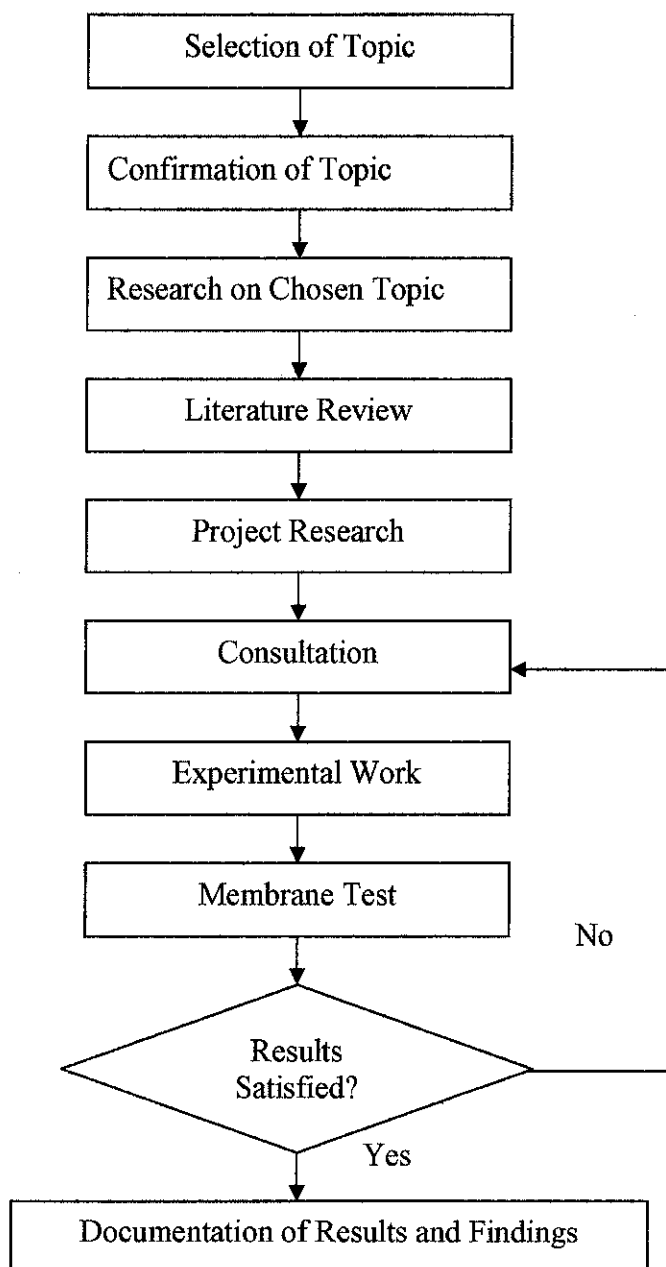 Selection of Topic
Confirmation of Topic
Research on Chosen Topic
Literature Review
Project Research
Consultation
Experimental Work
Membrane Test
No
Results
Satisfied?
Yes
Documentation of Results and Findings